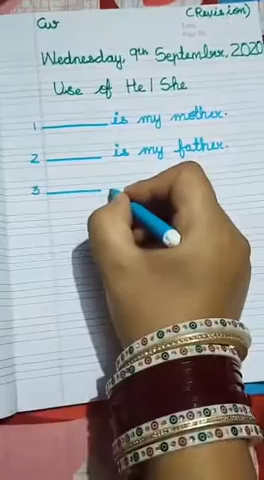 CW (Revision)
Wednesday, 9th September, 2020
Use of He / She
1 ______ is my mother.
2 ______ is my father.
3 ______